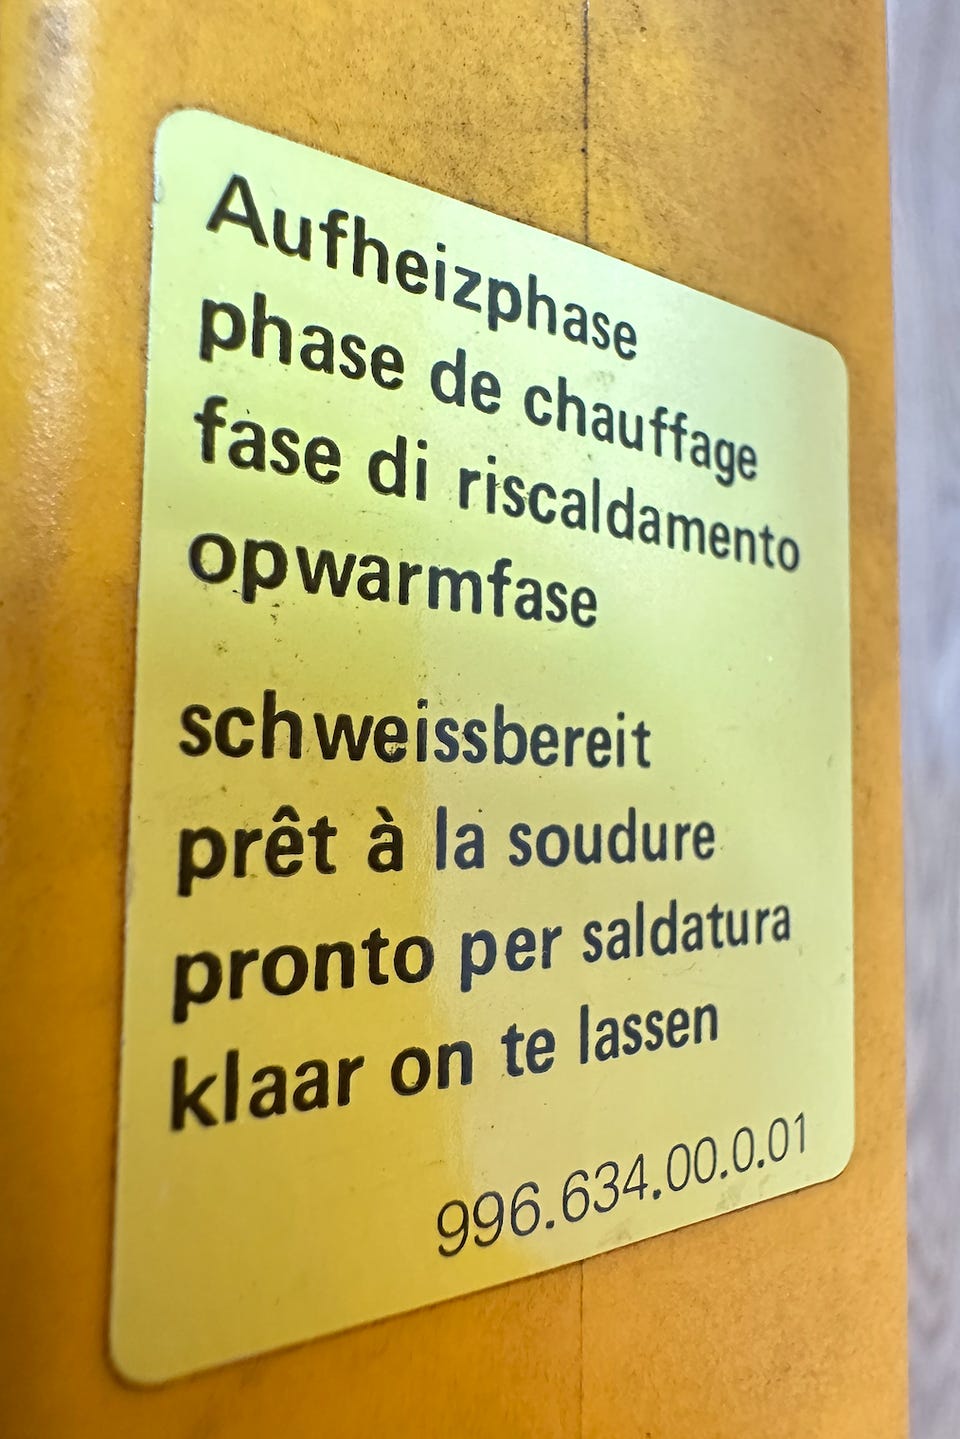 Aufheizphase
phase de chauffage
fase di riscaldamento
opwarmfase
schweissbereit
prêt à la soudure
pronto per saldatura
klaar on te lassen
996.634.00.0.01